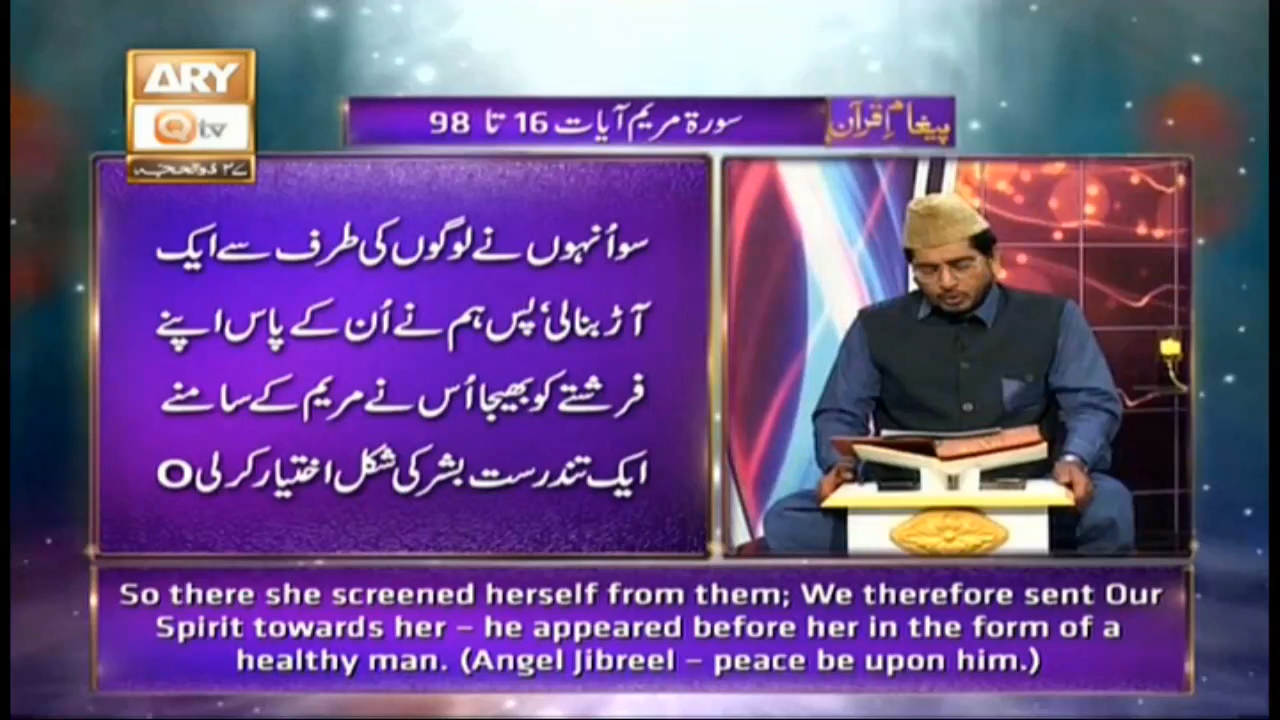 ARY
Qtv
۲۷ ذوالحجہ
پیغامِ قرآن
سورۃ مریم آیات 16 تا 98
سو اُنہوں نے لوگوں کی طرف سے ایک
آڑ بنالی‘ پس ہم نے اُن کے پاس اپنے
فرشتے کو بھیجا اُس نے مریم کے سامنے
ایک تندرست بشر کی شکل اختیار کرلی O
So there she screened herself from them; We therefore sent Our
Spirit towards her – he appeared before her in the form of a
healthy man. (Angel Jibreel – peace be upon him.)